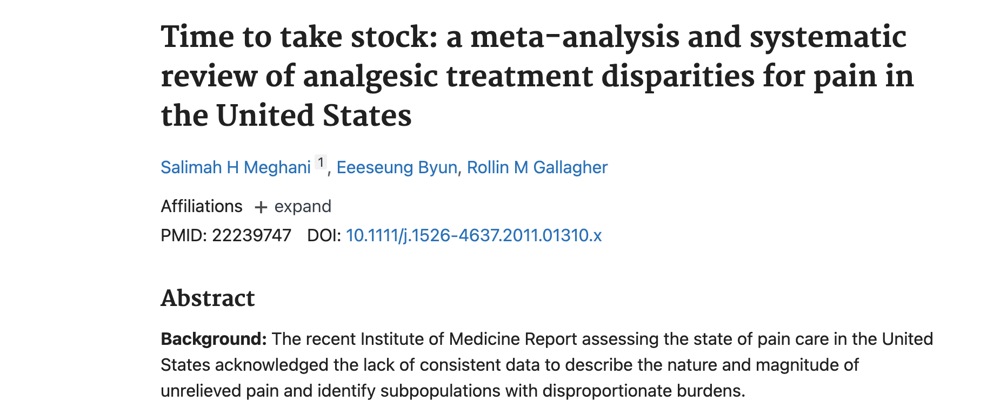 Time to take stock: a meta-analysis and systematic
review of analgesic treatment disparities for pain in
the United States
Salimah H Meghani 1, Eeeseung Byun, Rollin M Gallagher
Affiliations + expand
PMID: 22239747 DOI: 10.1111/j.1526-4637.2011.01310.x
Abstract
Background: The recent Institute of Medicine Report assessing the state of pain care in the United
States acknowledged the lack of consistent data to describe the nature and magnitude of
unrelieved pain and identify subpopulations with disproportionate burdens.